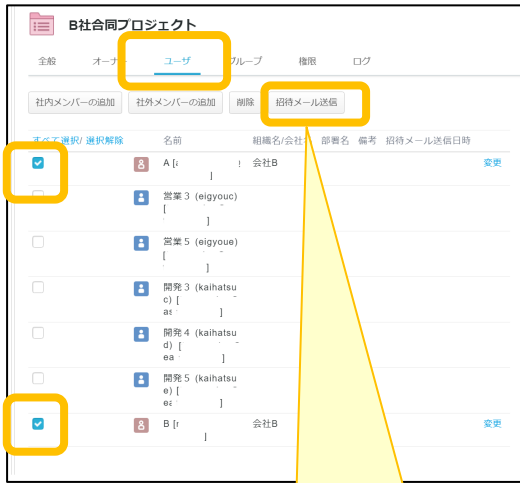 B社合同プロジェクト
全般 オーナー ユーザ グループ 権限 ログ
社内メンバーの追加 社外メンバーの追加 削除 招待メール送信
すべて選択/ 選択解除 名前 組織名/会社 部署名 備考 招待メール送信日時
A [ 会社B 変更
]
営業３ (eigyouc)
[
]
営業５ (eigyoue)
[
]
開発３ (kaihatsu
c) [
]
開発４ (kaihatsu
d) [
]
開発５ (kaihatsu
e) [
]
B [ 会社B 変更
]